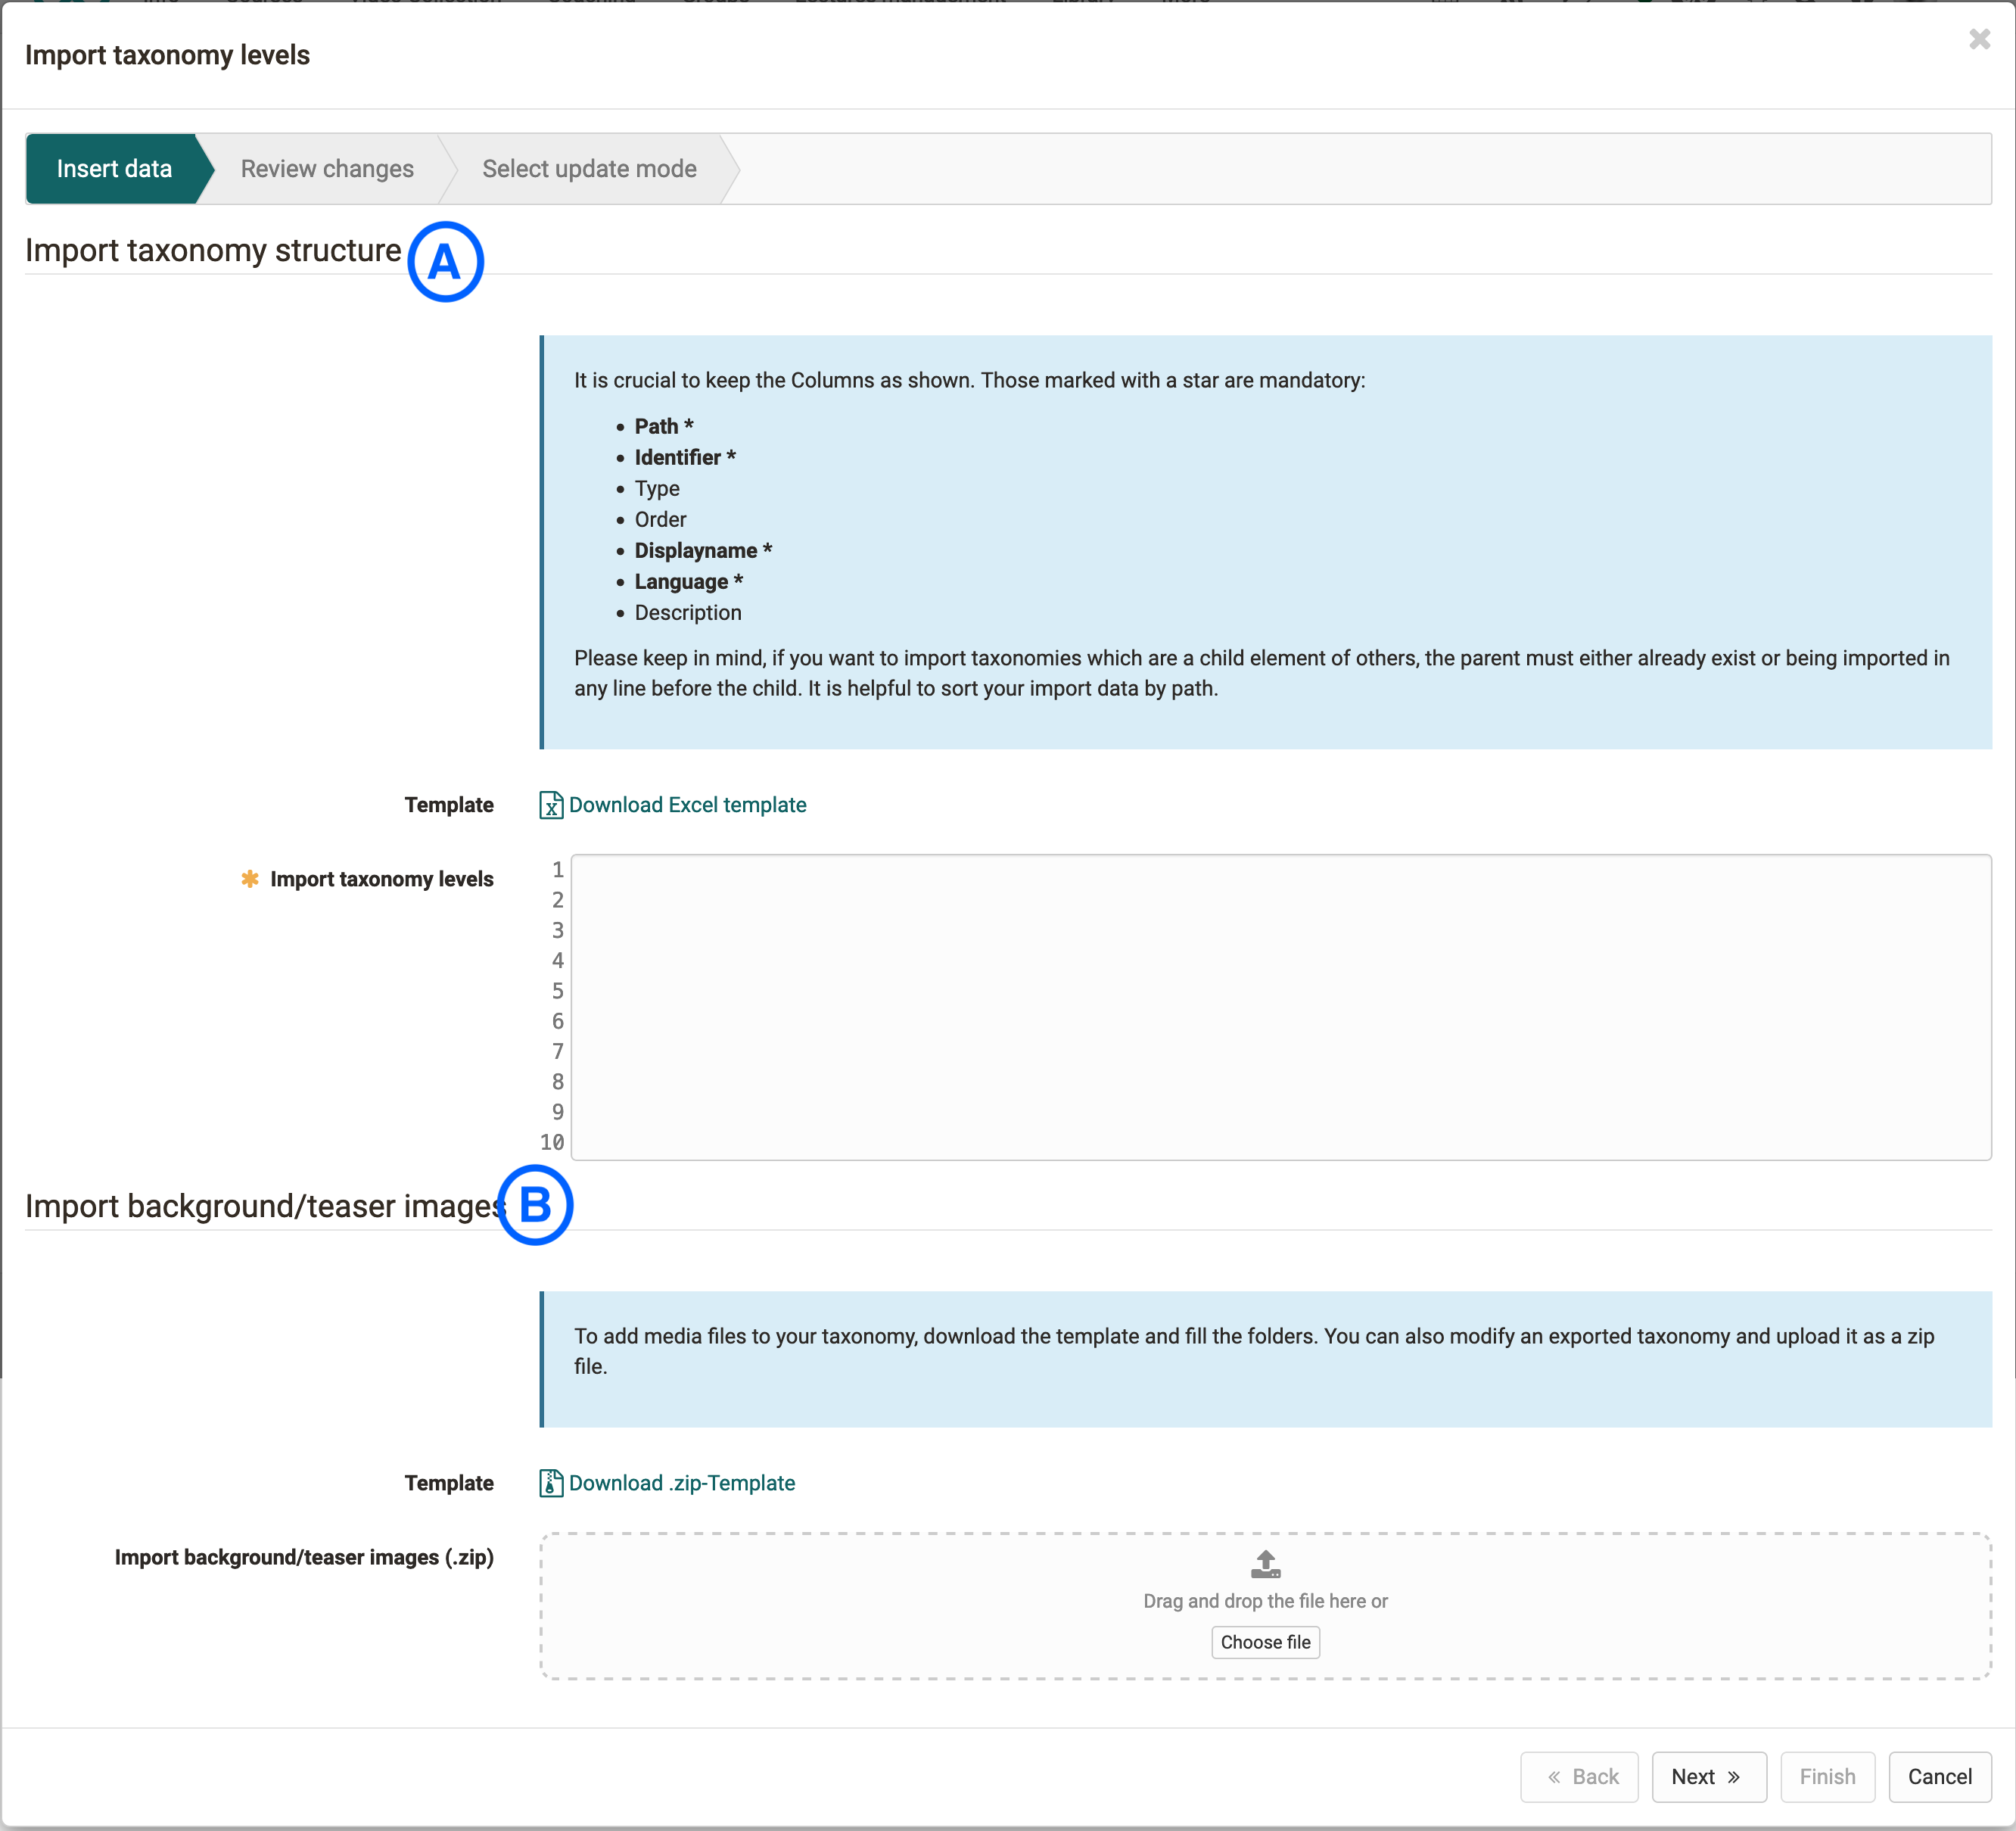 Import taxonomy levels
Insert data
Review changes
Select update mode
Import taxonomy structure
A
It is crucial to keep the Columns as shown. Those marked with a star are mandatory:
• Path *
• Identifier *
• Type
• Order
• Displayname *
• Language *
• Description
Please keep in mind, if you want to import taxonomies which are a child element of others, the parent must either already exist or being imported in
any line before the child. It is helpful to sort your import data by path.
Template
Download Excel template
* Import taxonomy levels
1
2
3
4
5
6
7
8
9
10
Import background/teaser images
B
To add media files to your taxonomy, download the template and fill the folders. You can also modify an exported taxonomy and upload it as a zip
file.
Template
Download .zip-Template
Import background/teaser images (.zip)
Drag and drop the file here or
Choose file
« Back
Next »
Finish
Cancel